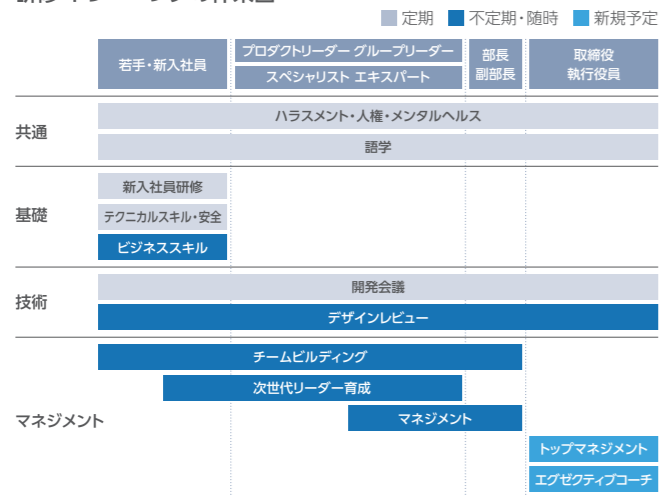 定期 不定期・随時 新規予定
若手・新入社員
プロダクトリーダー グループリーダー
スペシャリスト エキスパート
部長
副部長
取締役
執行役員
共通
ハラスメント・人権・メンタルヘルス
語学
基礎
新入社員研修
テクニカルスキル・安全
ビジネススキル
技術
開発会議
デザインレビュー
マネジメント
チームビルディング
次世代リーダー育成
マネジメント
トップマネジメント
エグゼクティブコーチ